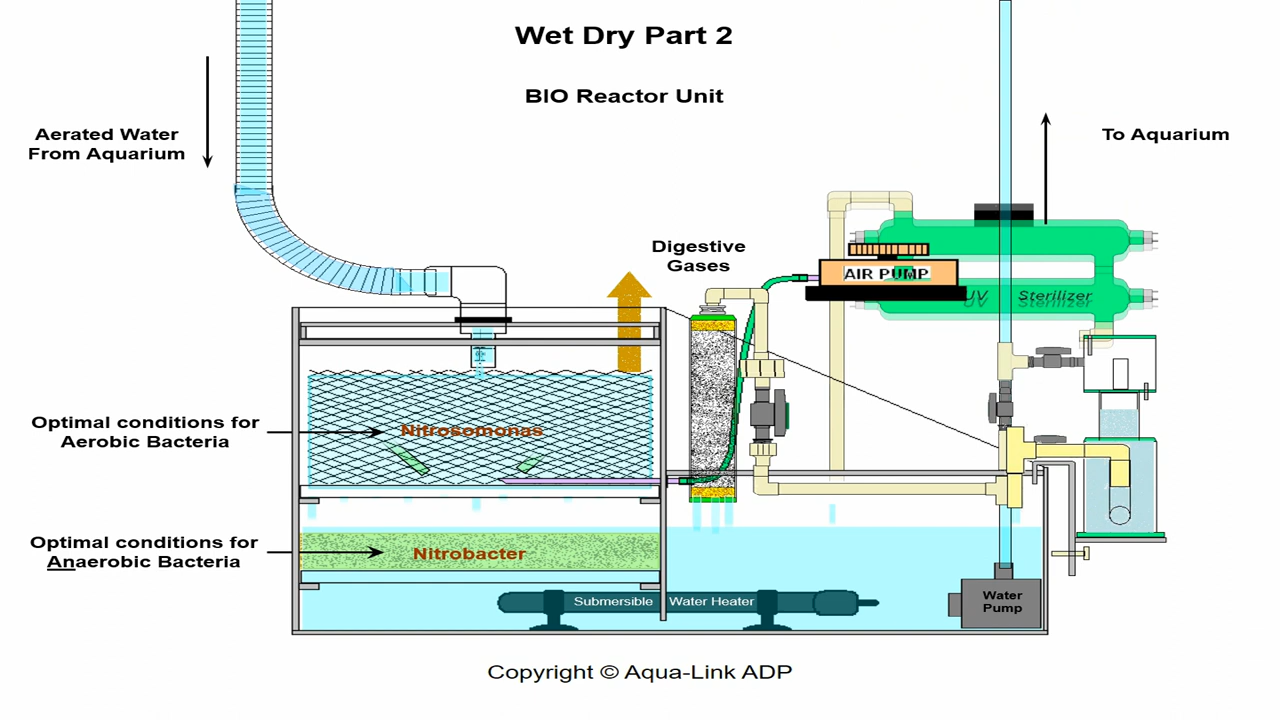 Wet Dry Part 2
BIO Reactor Unit
Aerated Water
From Aquarium
To Aquarium
Digestive
Gases
AIR PUMP
UV Sterilizer
Optimal conditions for
Aerobic Bacteria
Nitrosomonas
Optimal conditions for
Anaerobic Bacteria
Nitrobacter
Submersible Water Heater
Water
Pump
Copyright © Aqua-Link ADP